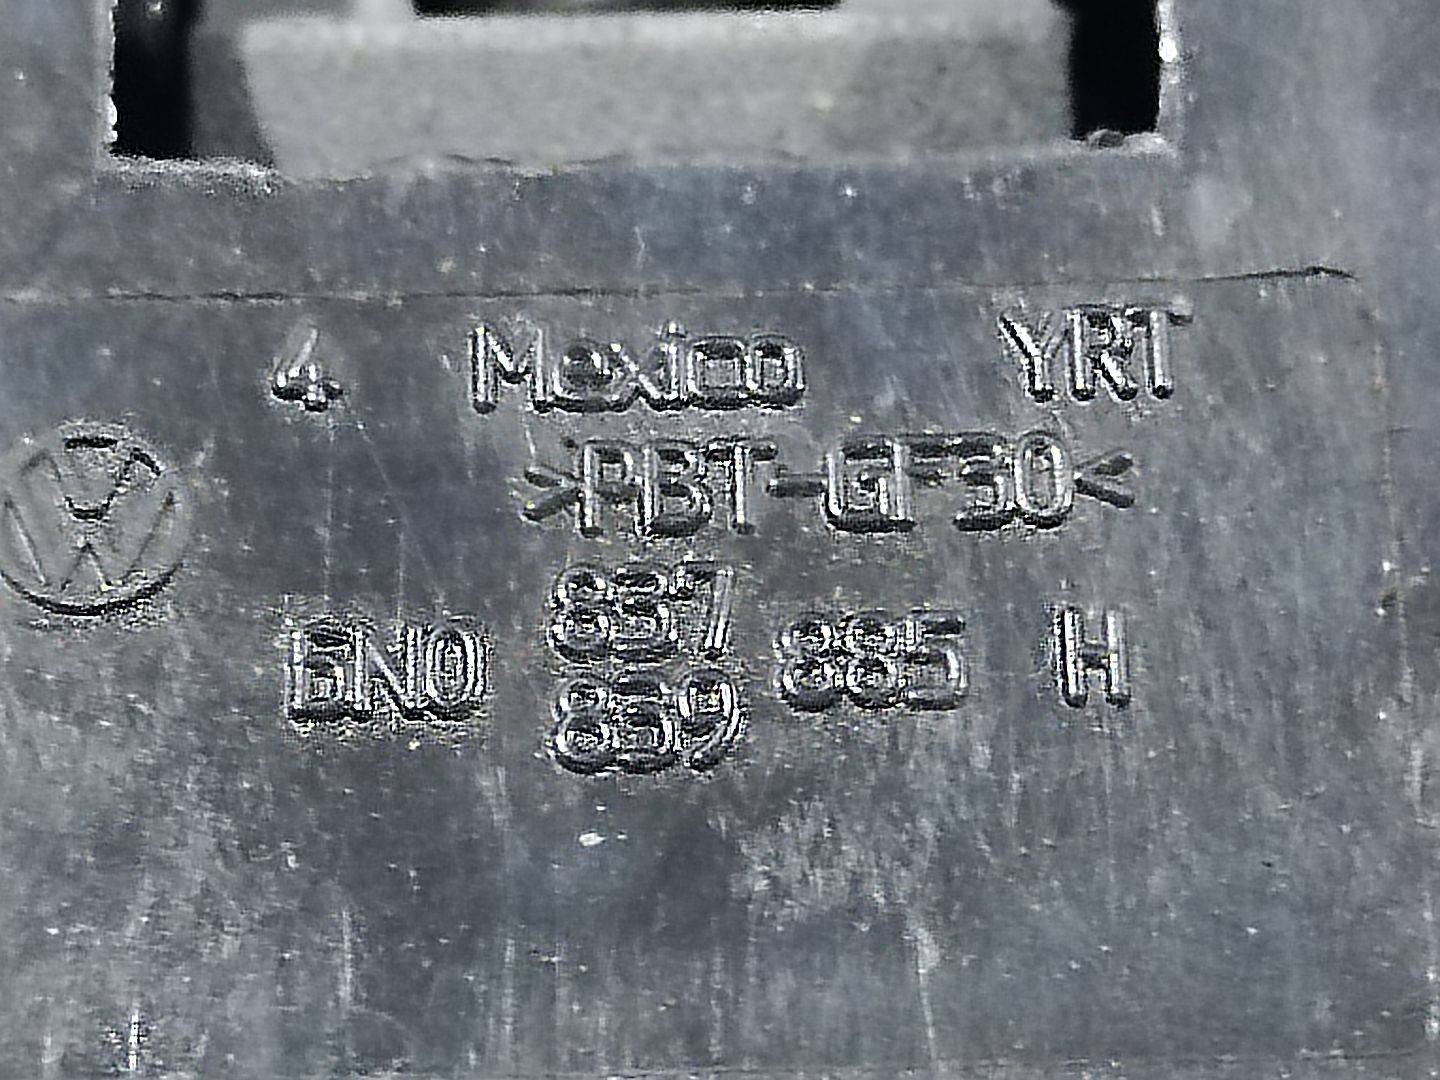 4 Mexico YRT
>PBT-GF30<
857
6N0 885 H
859